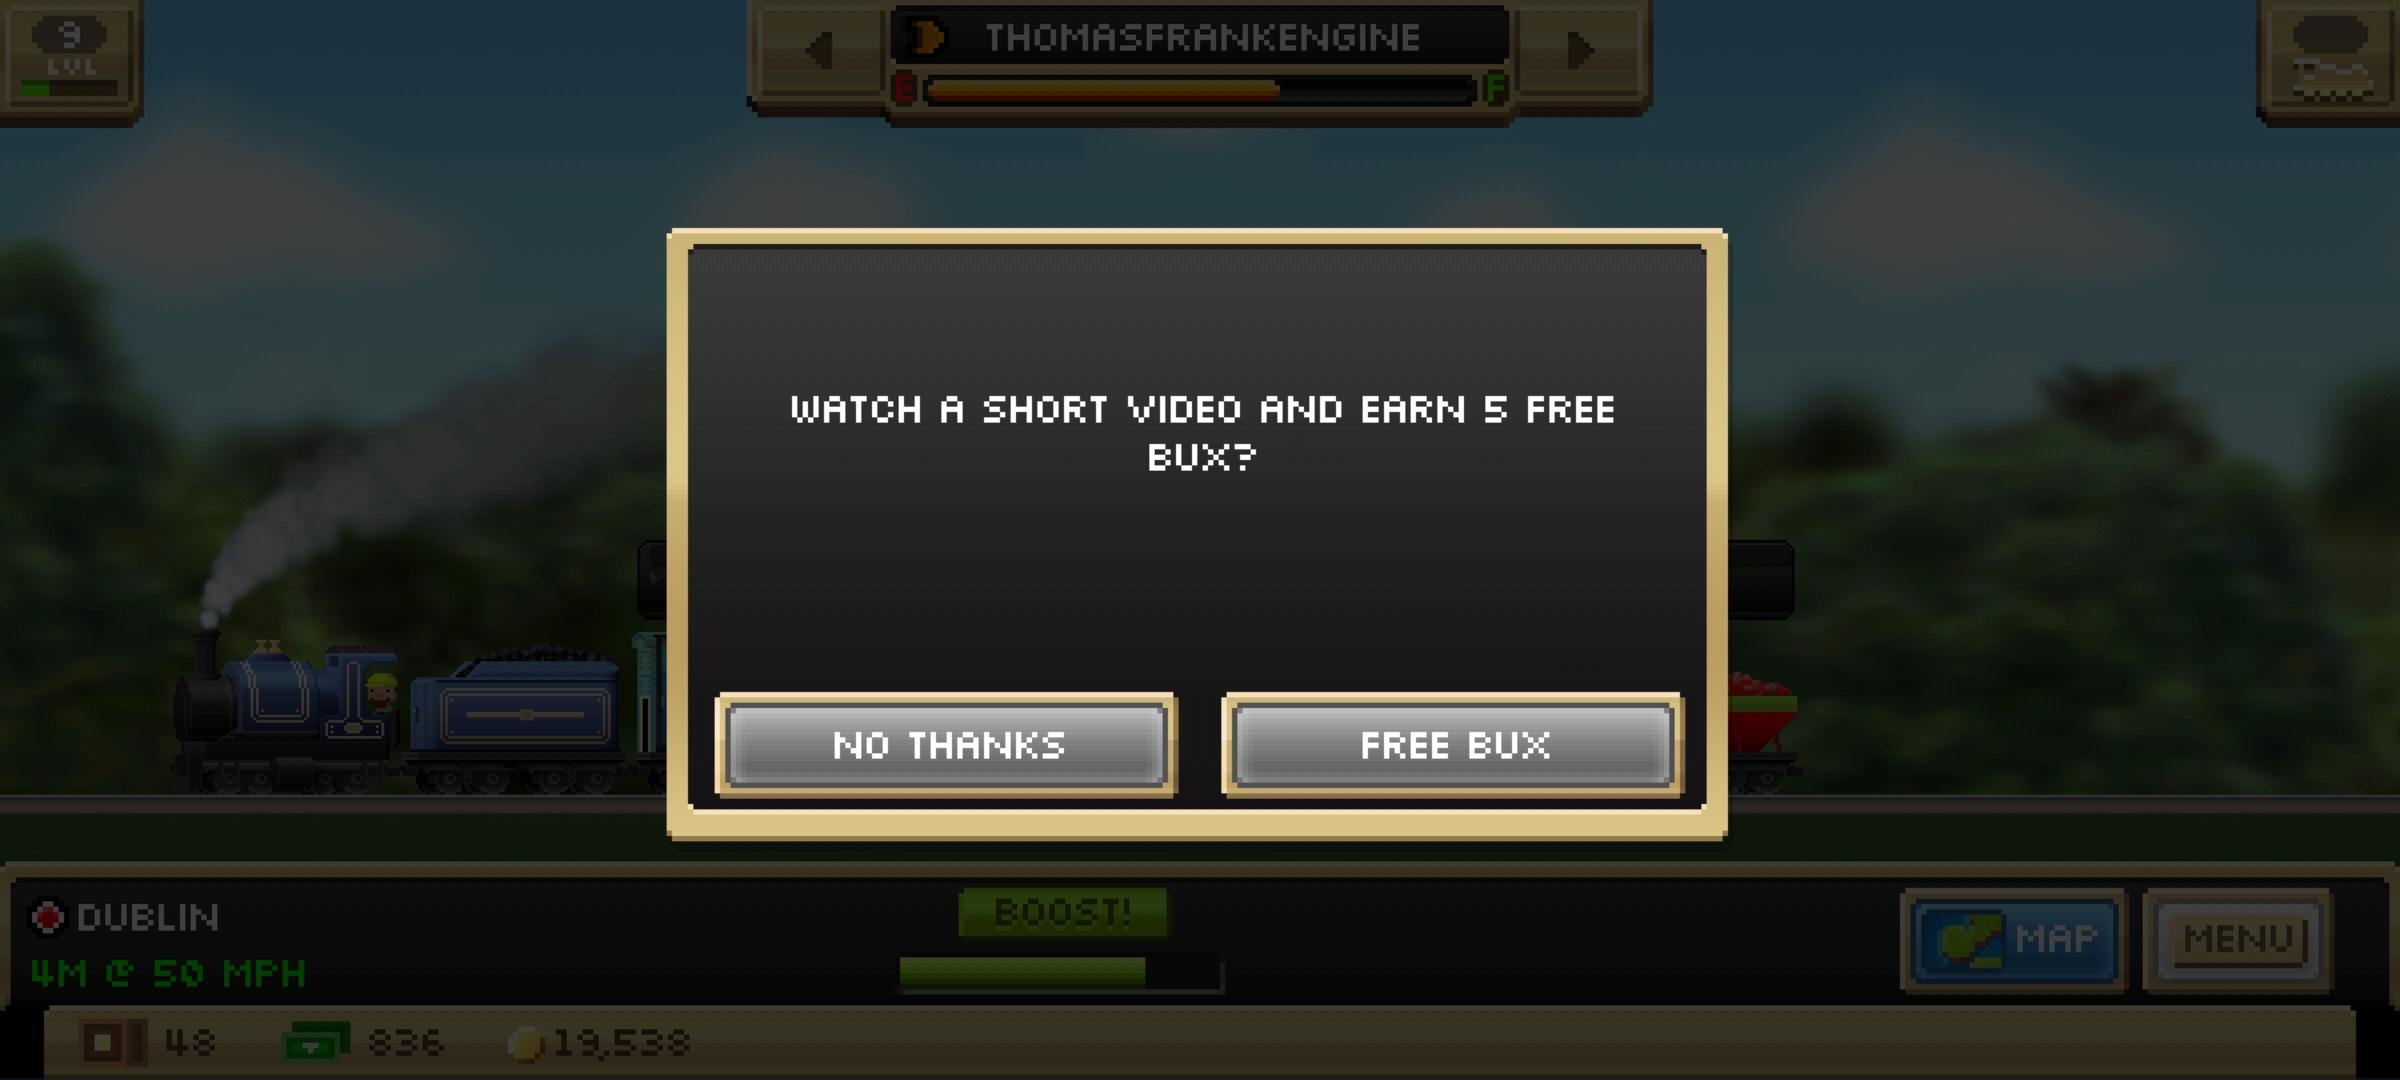 9
LVL
THOMASFRANKENGINE
E F
WATCH A SHORT VIDEO AND EARN 5 FREE
BUX?
NO THANKS
FREE BUX
DUBLIN
4M @ 50 MPH
BOOST!
MAP
MENU
48
836
19,538